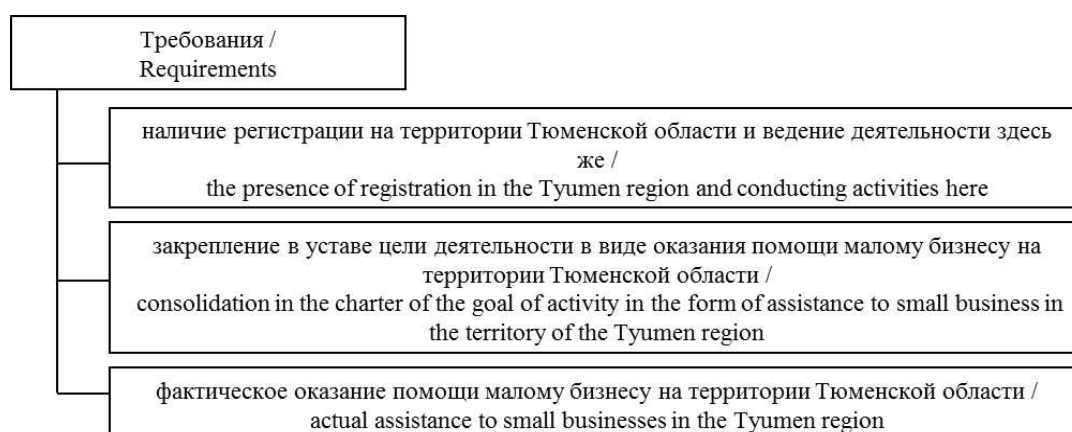 Требования /
Requirements
наличие регистрации на территории Тюменской области и ведение деятельности здесь
же /
the presence of registration in the Tyumen region and conducting activities here
закрепление в уставе цели деятельности в виде оказания помощи малому бизнесу на
территории Тюменской области /
consolidation in the charter of the goal of activity in the form of assistance to small business in
the territory of the Tyumen region
фактическое оказание помощи малому бизнесу на территории Тюменской области /
actual assistance to small businesses in the Tyumen region